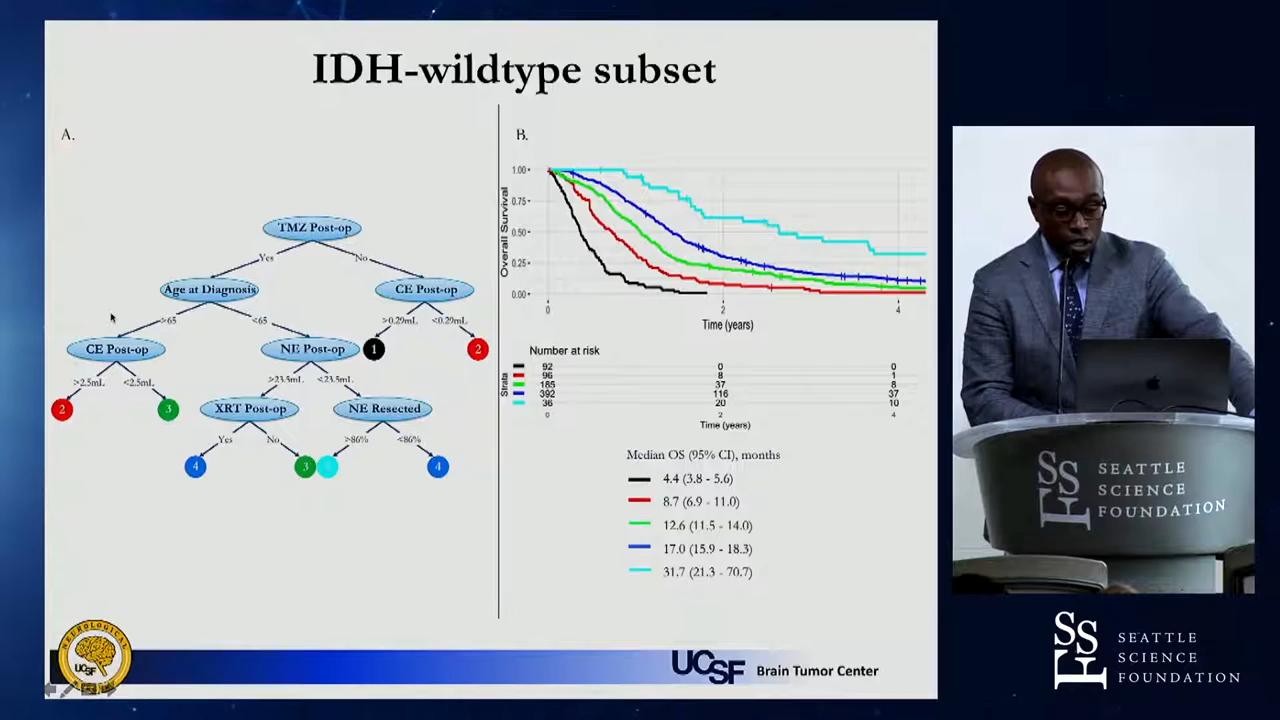 IDH-wildtype subset
A.
TMZ Post-op
Yes
No
Age at Diagnosis
CE Post-op
>65
<65
>0.29mL
<0.29mL
CE Post-op
NE Post-op
1
2
>2.5mL
<2.5mL
>23.5mL
<23.5mL
2
3
XRT Post-op
NE Resected
Yes
No
>86%
<86%
4
3
4
B.
Overall Survival
1.00
0.75
0.50
0.25
0.00
0
2
4
Time (years)
Number at risk
Strata
92 0 0
96 8 1
185 37 8
392 116 37
36 20 10
0 2 4
Time (years)
Median OS (95% CI), months
4.4 (3.8 - 5.6)
8.7 (6.9 - 11.0)
12.6 (11.5 - 14.0)
17.0 (15.9 - 18.3)
31.7 (21.3 - 70.7)
NEUROLOGICAL
UCSF
UCSF Brain Tumor Center
SSF
SEATTLE
SCIENCE
FOUNDATION
SSF
SEATTLE
SCIENCE
FOUNDATION